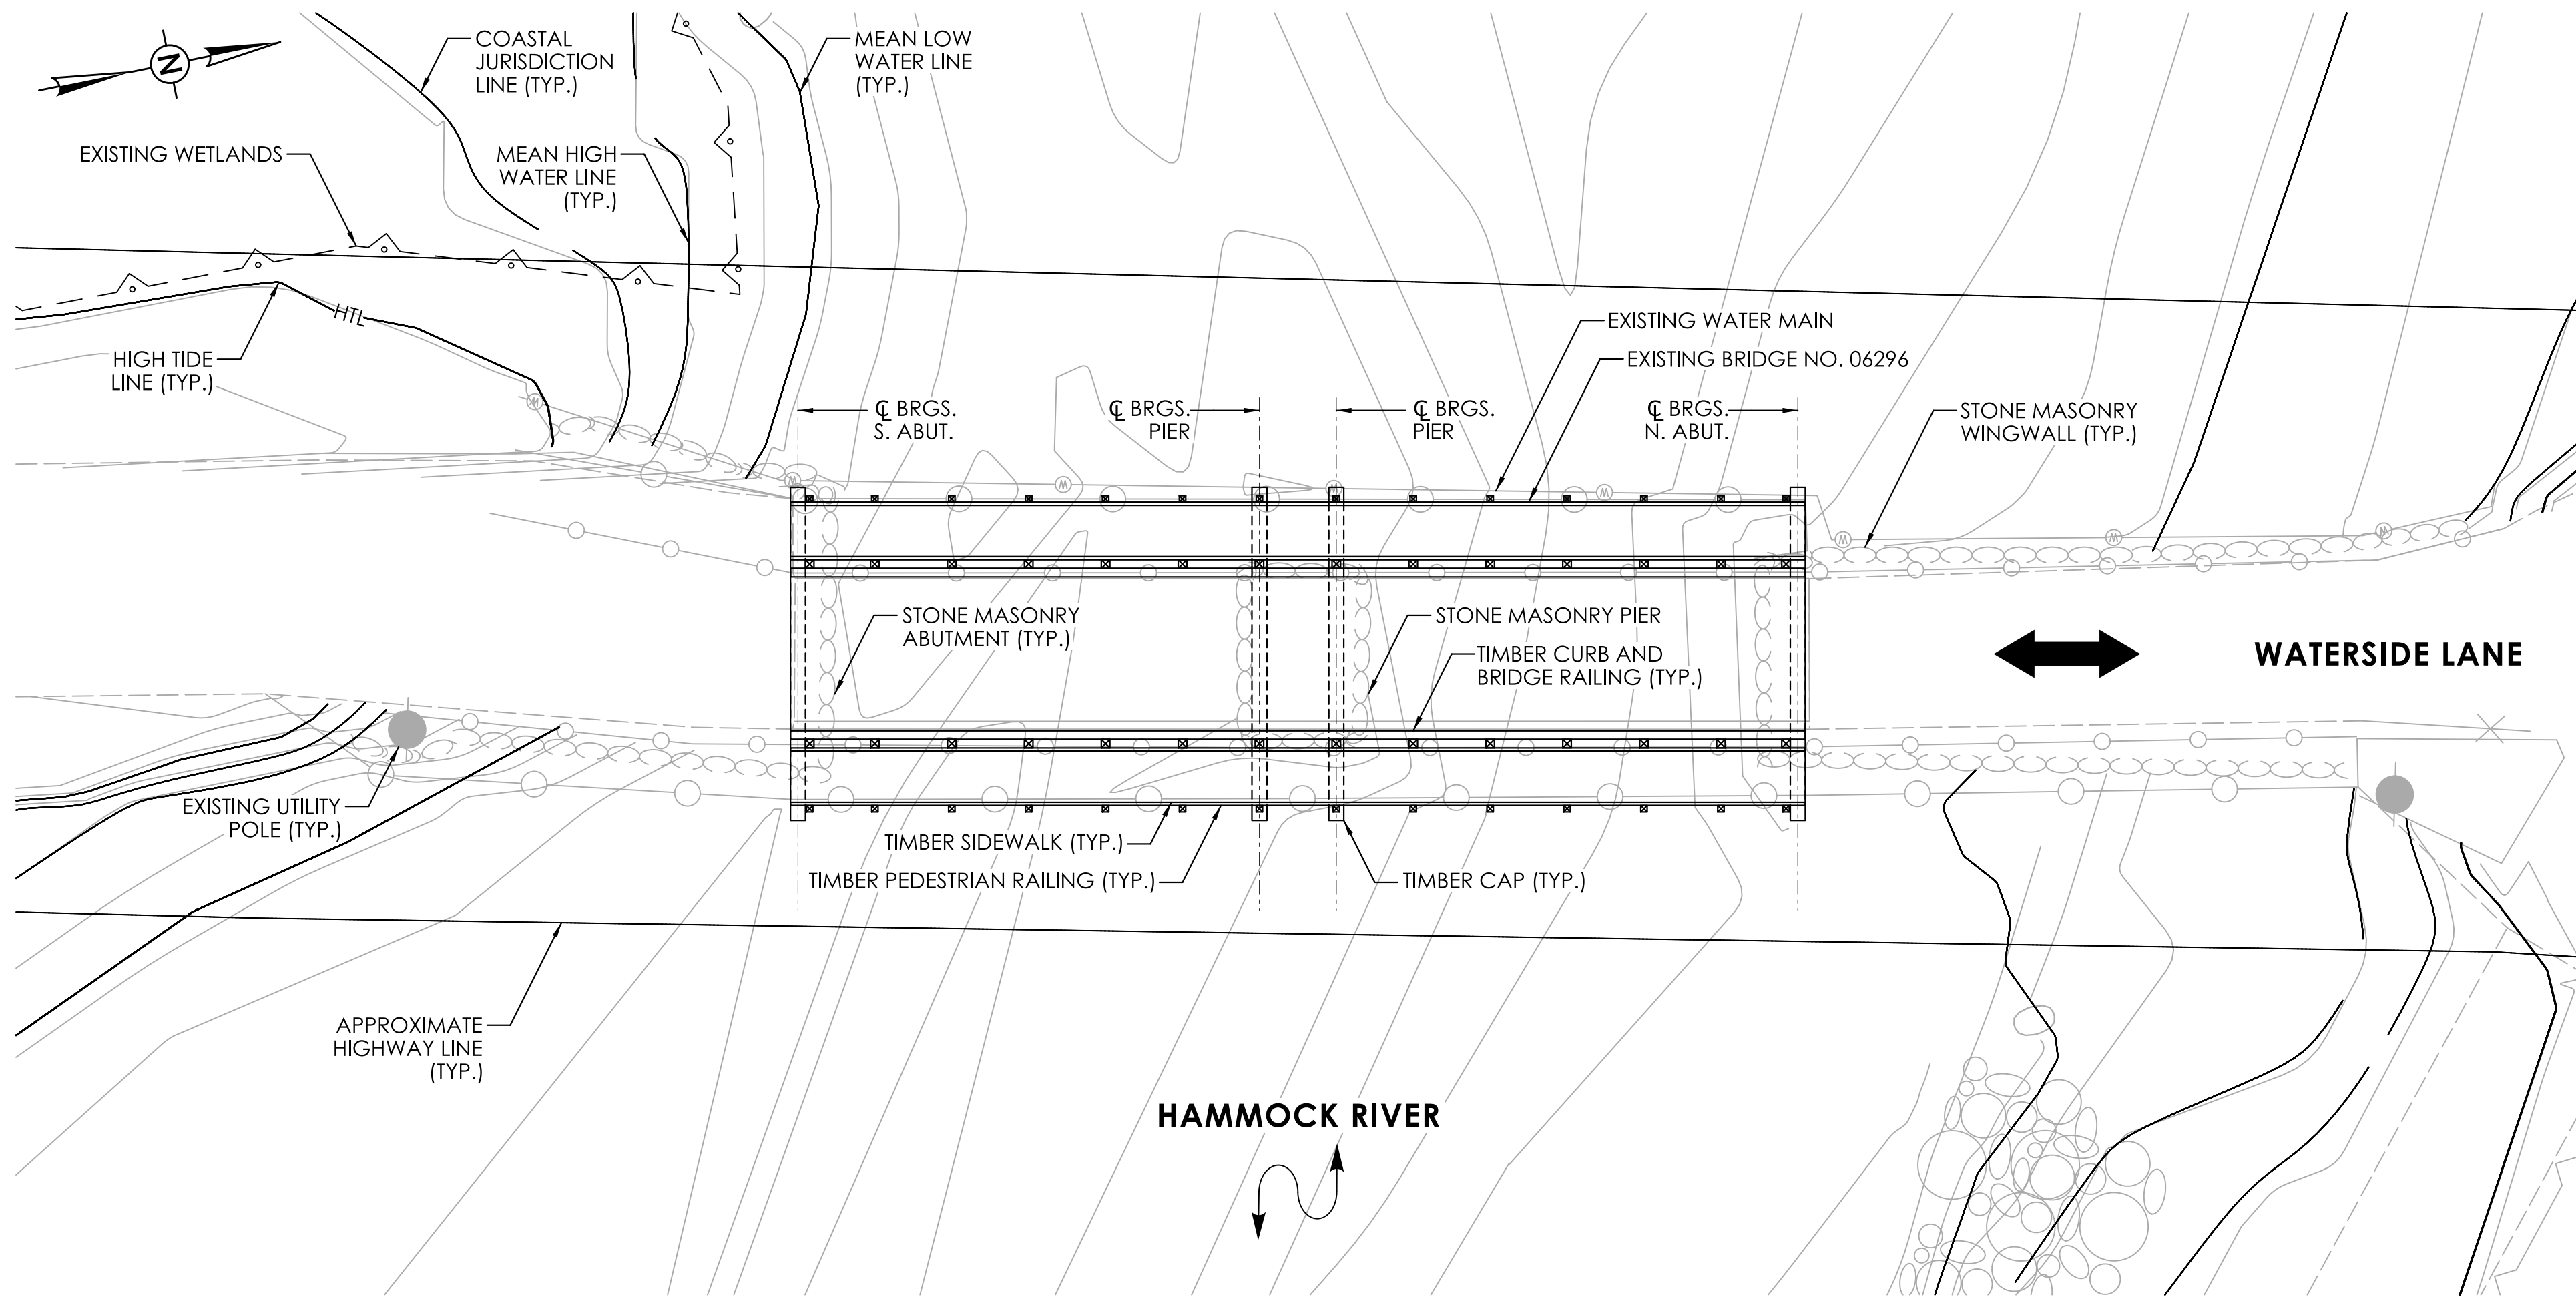 COASTAL
JURISDICTION
LINE (TYP.)
MEAN LOW
WATER LINE
(TYP.)
N
EXISTING WETLANDS
MEAN HIGH
WATER LINE
(TYP.)
HTL
HIGH TIDE
LINE (TYP.)
EXISTING WATER MAIN
EXISTING BRIDGE NO. 06296
℄ BRGS.
S. ABUT.
℄ BRGS.
PIER
℄ BRGS.
PIER
℄ BRGS.
N. ABUT.
STONE MASONRY
WINGWALL (TYP.)
W
W
W
W
W
W
W
W
STONE MASONRY
ABUTMENT (TYP.)
STONE MASONRY PIER
TIMBER CURB AND
BRIDGE RAILING (TYP.)
WATERSIDE LANE
EXISTING UTILITY
POLE (TYP.)
TIMBER SIDEWALK (TYP.)
TIMBER PEDESTRIAN RAILING (TYP.)
TIMBER CAP (TYP.)
APPROXIMATE
HIGHWAY LINE
(TYP.)
HAMMOCK RIVER